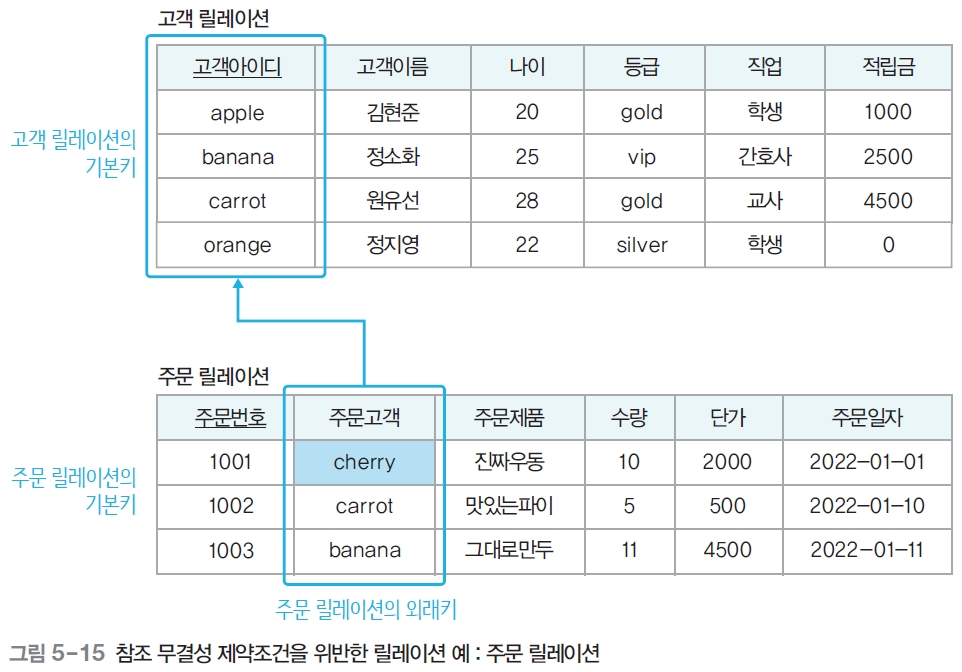 고객 릴레이션
고객아이디 고객이름 나이 등급 직업 적립금
apple 김현준 20 gold 학생 1000
고객 릴레이션의
기본키
banana 정소화 25 vip 간호사 2500
carrot 원유선 28 gold 교사 4500
orange 정지영 22 silver 학생 0
주문 릴레이션
주문번호 주문고객 주문제품 수량 단가 주문일자
1001 cherry 진짜우동 10 2000 2022-01-01
주문 릴레이션의
기본키
1002 carrot 맛있는파이 5 500 2022-01-10
1003 banana 그대로만두 11 4500 2022-01-11
주문 릴레이션의 외래키
그림 5-15 참조 무결성 제약조건을 위반한 릴레이션 예 : 주문 릴레이션